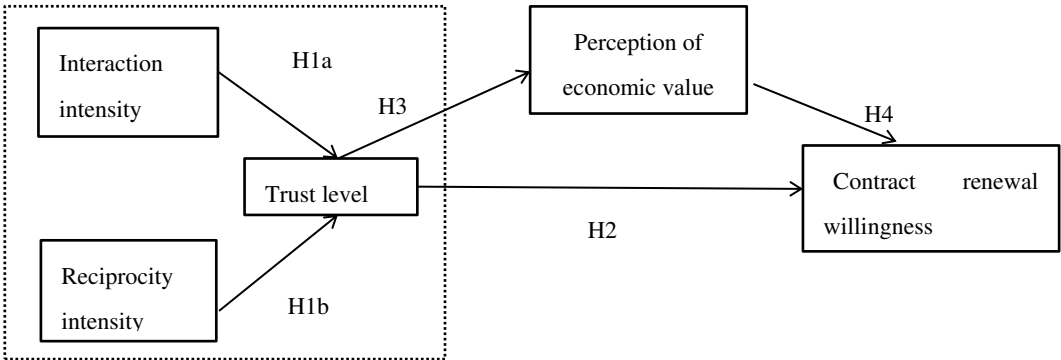 Interaction
intensity
H1a
H3
Perception of
economic value
H4
Trust level
H2
Contract renewal
willingness
Reciprocity
intensity
H1b